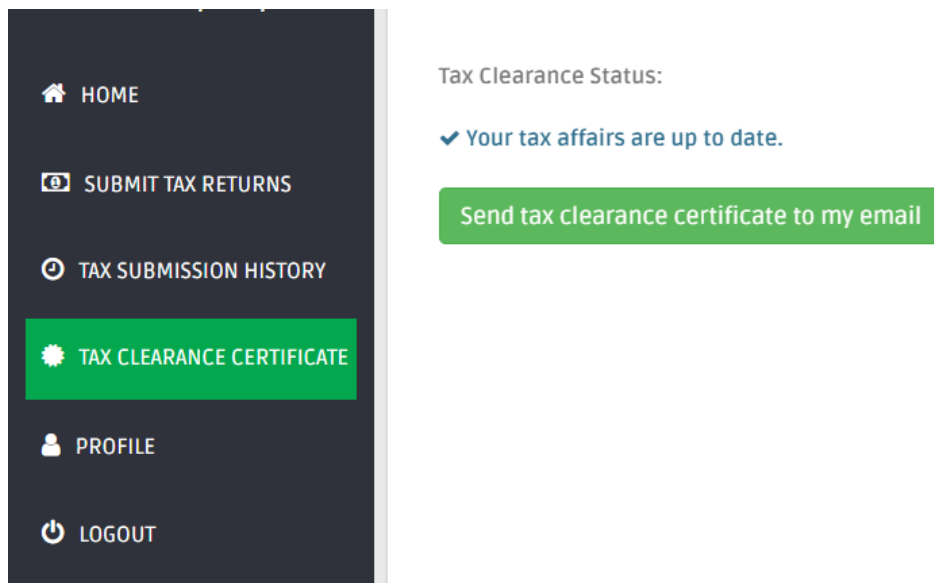 HOME
SUBMIT TAX RETURNS
TAX SUBMISSION HISTORY
TAX CLEARANCE CERTIFICATE
PROFILE
LOGOUT
Tax Clearance Status:
Your tax affairs are up to date.
Send tax clearance certificate to my email